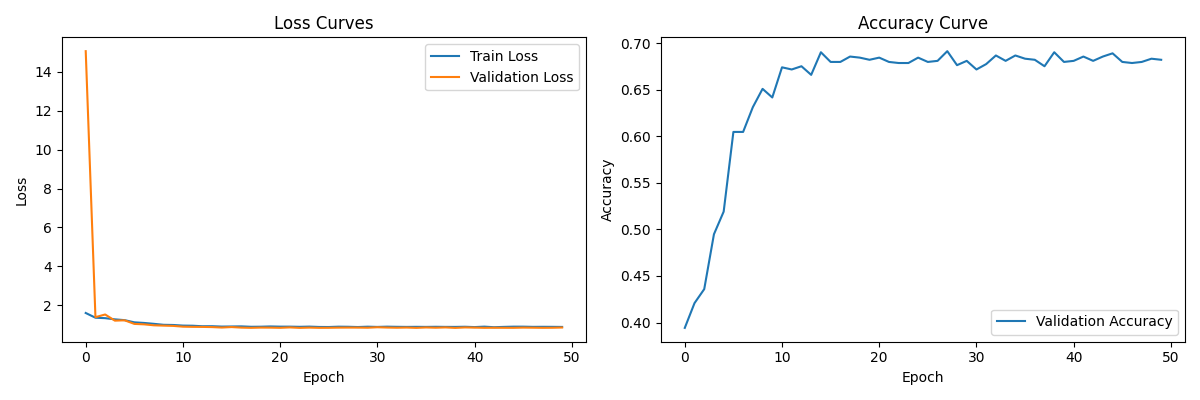 Loss Curves
Train Loss
Validation Loss
14
12
10
8
6
4
2
Loss
0 10 20 30 40 50
Epoch
Accuracy Curve
0.70
0.65
0.60
0.55
0.50
0.45
0.40
Accuracy
Validation Accuracy
0 10 20 30 40 50
Epoch